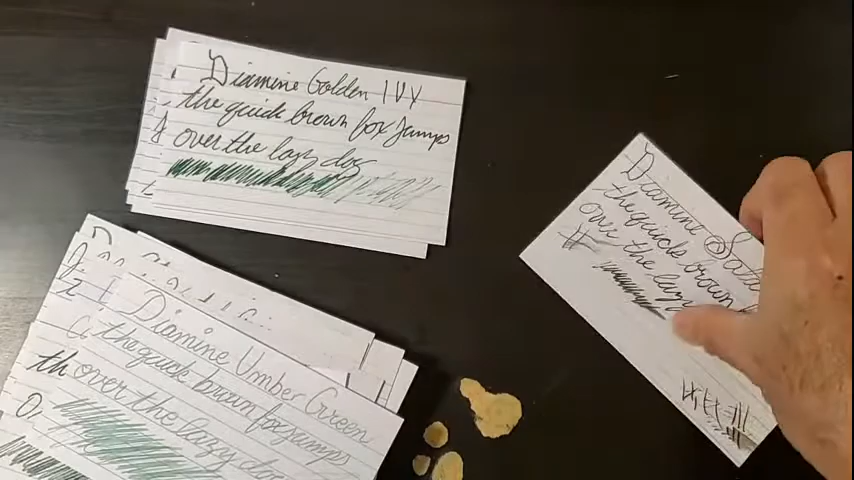 Diamine Golden IVY
the quick brown fox jumps
over the lazy dog
Diamine Umber Green
the quick brown fox jumps
over the lazy dog
Diamine
the quick brown
over the lazy